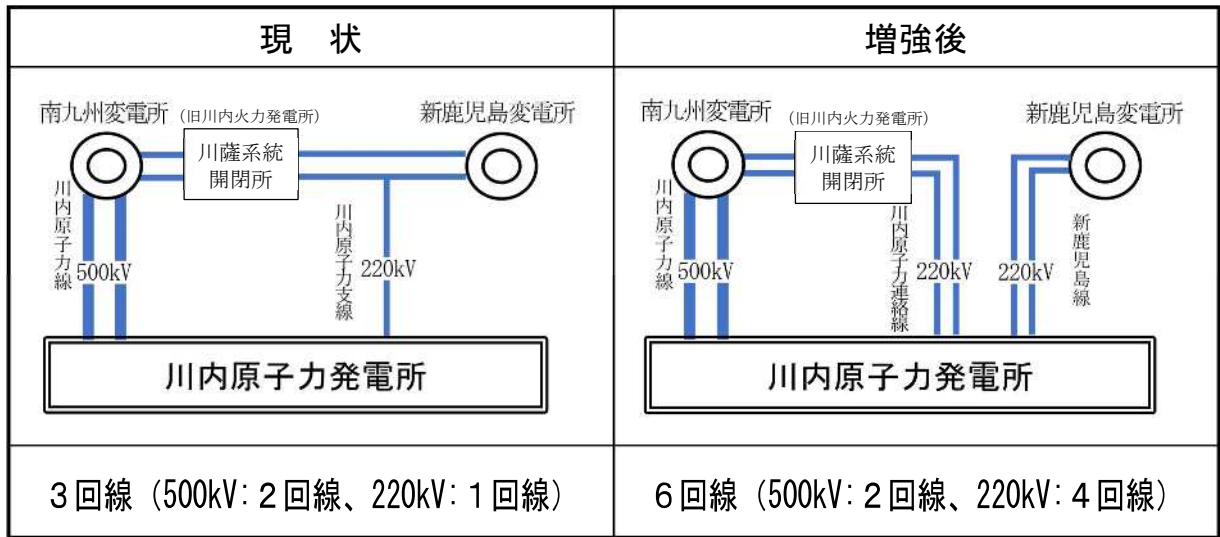 現　状
南九州変電所
(旧川内火力発電所)
新鹿児島変電所
川薩系統
開閉所
川内原子力線
500kV
川内原子力支線
220kV
川内原子力発電所
3回線（500kV:2回線、220kV:1回線）
増強後
南九州変電所
(旧川内火力発電所)
新鹿児島変電所
川薩系統
開閉所
川内原子力線
500kV
川内原子力連絡線
220kV
220kV
新鹿児島線
川内原子力発電所
6回線（500kV:2回線、220kV:4回線）